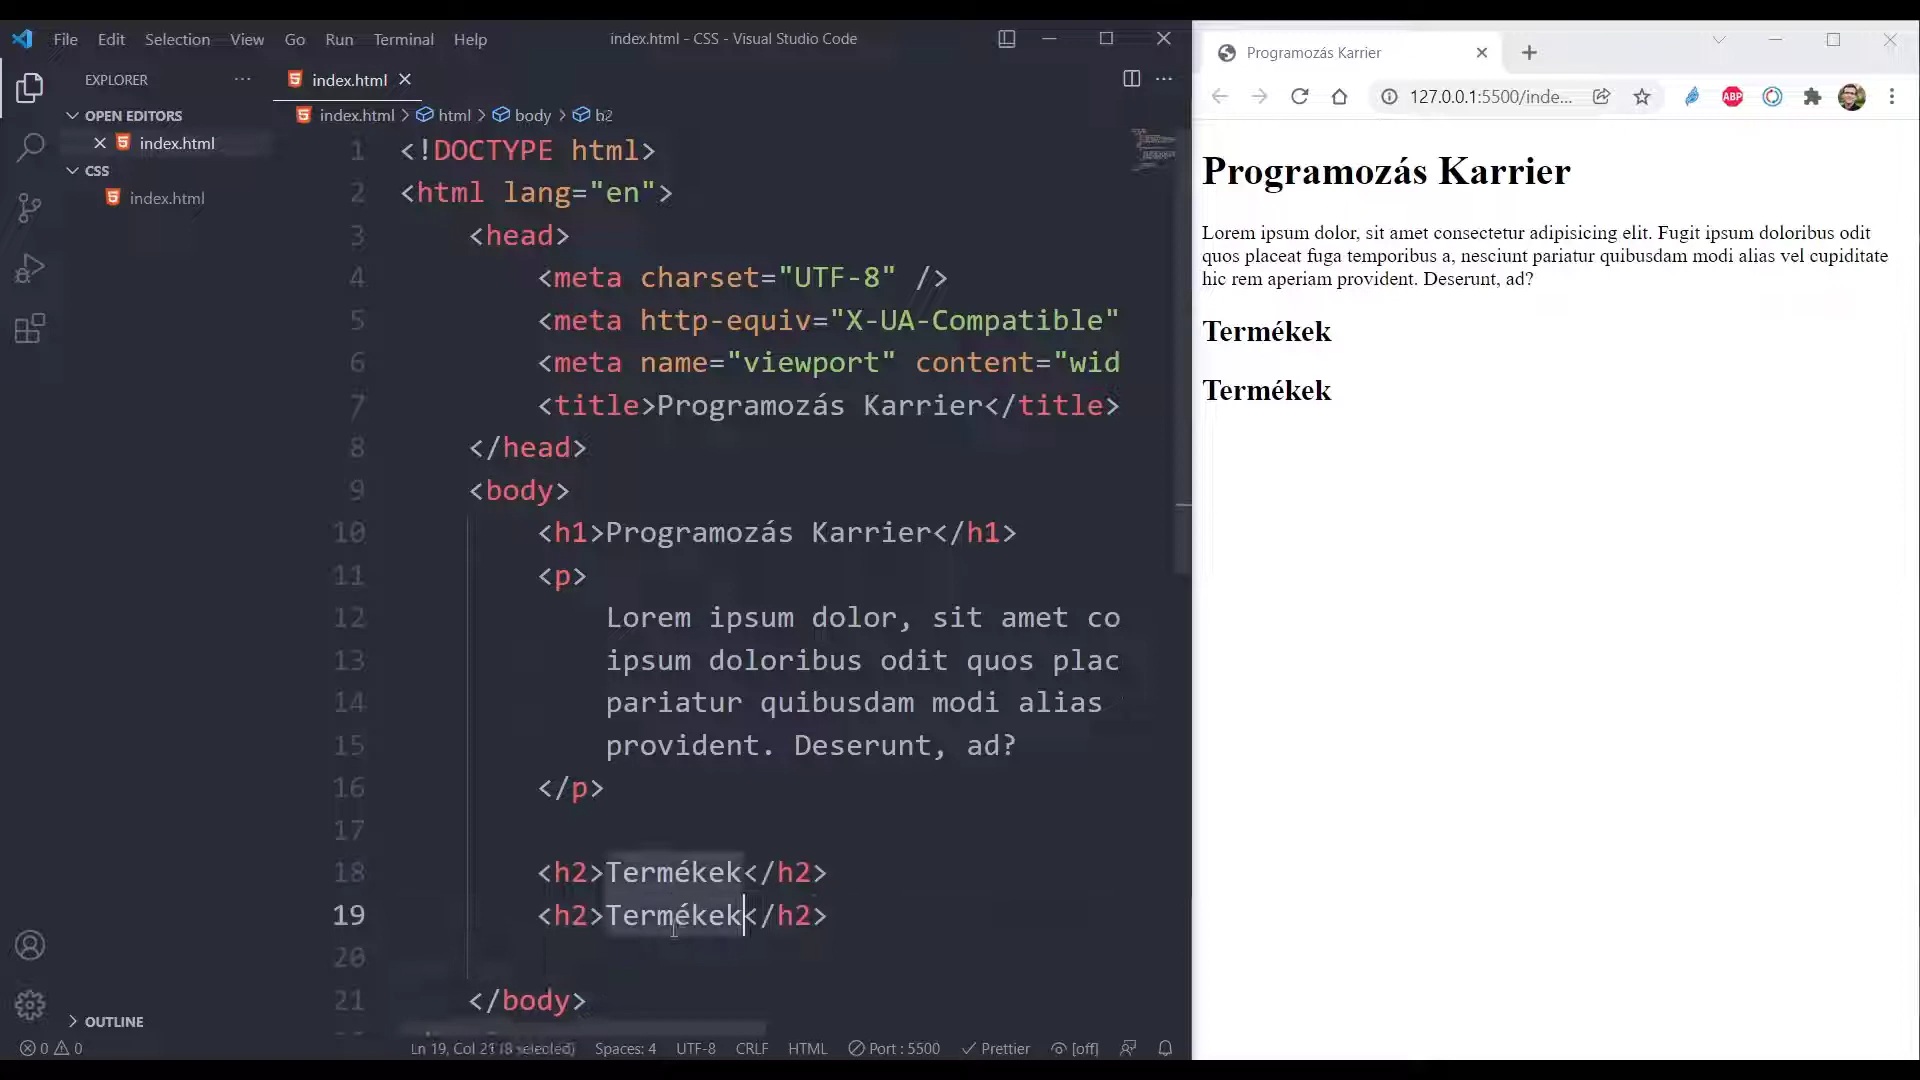 File Edit Selection View Go Run Terminal Help
index.html - CSS - Visual Studio Code
EXPLORER
OPEN EDITORS
index.html
CSS
index.html
OUTLINE
index.html
index.html > html > body > h2
1 <!DOCTYPE html>
2 <html lang="en">
3 <head>
4 <meta charset="UTF-8" />
5 <meta http-equiv="X-UA-Compatible"
6 <meta name="viewport" content="wid
7 <title>Programozás Karrier</title>
8 </head>
9 <body>
10 <h1>Programozás Karrier</h1>
11 <p>
12 Lorem ipsum dolor, sit amet co
13 ipsum doloribus odit quos plac
14 pariatur quibusdam modi alias
15 provident. Deserunt, ad?
16 </p>
17
18 <h2>Termékek</h2>
19 <h2>Termékek</h2>
20
21 </body>
0 0
Ln 19, Col 21 (8 selected) Spaces: 4 UTF-8 CRLF HTML Port : 5500 Prettier [off]
Programozás Karrier
127.0.0.1:5500/inde...
ABP
Programozás Karrier
Lorem ipsum dolor, sit amet consectetur adipisicing elit. Fugit ipsum doloribus odit
quos placeat fuga temporibus a, nesciunt pariatur quibusdam modi alias vel cupiditate
hic rem aperiam provident. Deserunt, ad?
Termékek
Termékek